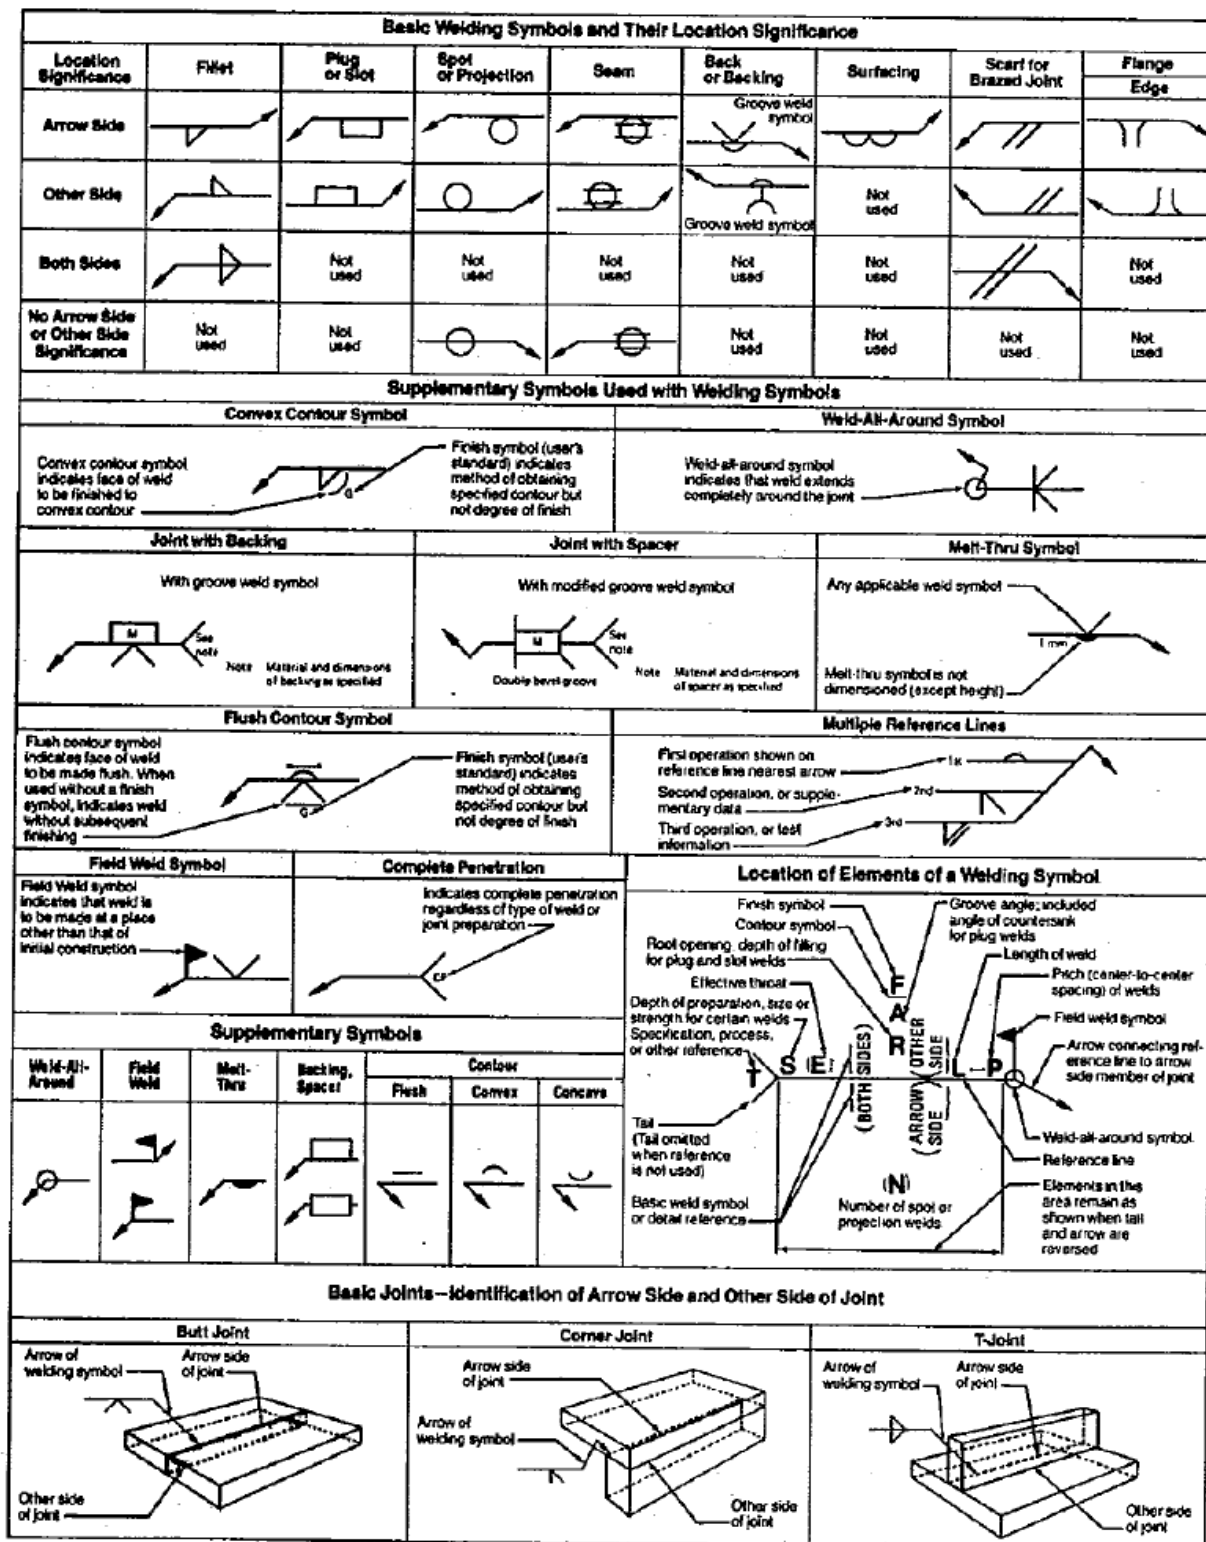 Basic Welding Symbols and Their Location Significance
Location
Significance
Fillet
Plug
or Slot
Spot
or Projection
Seam
Back
or Backing
Surfacing
Scarf for
Brazed Joint
Flange
Edge
Arrow Side
Groove weld
symbol
Other Side
Groove weld symbol
Not
used
Both Sides
Not
used
Not
used
Not
used
Not
used
Not
used
Not
used
No Arrow Side
or Other Side
Significance
Not
used
Not
used
Not
used
Not
used
Not
used
Not
used
Supplementary Symbols Used with Welding Symbols
Convex Contour Symbol
Convex contour symbol
indicates face of weld
to be finished to
convex contour
G
Finish symbol (user's
standard) indicates
method of obtaining
specified contour but
not degree of finish
Weld-All-Around Symbol
Weld-all-around symbol
indicates that weld extends
completely around the joint
Joint with Backing
With groove weld symbol
M
See
note
Note Material and dimensions
of backing as specified
Joint with Spacer
With modified groove weld symbol
M
See
note
Double bevel groove
Note Material and dimensions
of spacer as specified
Melt-Thru Symbol
Any applicable weld symbol
1 mm
Melt-thru symbol is not
dimensioned (except height)
Flush Contour Symbol
Flush contour symbol
indicates face of weld
to be made flush. When
used without a finish
symbol, indicates weld
without subsequent
finishing
G
Finish symbol (user's
standard) indicates
method of obtaining
specified contour but
not degree of finish
Multiple Reference Lines
First operation shown on
reference line nearest arrow
1st
Second operation, or supple-
mentary data
2nd
Third operation, or test
information
3rd
Field Weld Symbol
Field Weld symbol
indicates that weld is
to be made at a place
other than that of
initial construction
Complete Penetration
Indicates complete penetration
regardless of type of weld or
joint preparation
CP
Location of Elements of a Welding Symbol
Finish symbol
Contour symbol
Root opening, depth of filling
for plug and slot welds
Effective throat
Depth of preparation, size or
strength for certain welds
Specification, process,
or other reference
Tail
(Tail omitted
when reference
is not used)
Basic weld symbol
or detail reference
T
S
(E)
F
A
R
(BOTH SIDES)
(ARROW SIDE)
(OTHER SIDE)
L – P
(N)
Number of spot or
projection welds
Groove angle; included
angle of countersink
for plug welds
Length of weld
Pitch (center-to-center
spacing) of welds
Field weld symbol
Arrow connecting ref-
erence line to arrow
side member of joint
Weld-all-around symbol
Reference line
Elements in this
area remain as
shown when tail
and arrow are
reversed
Supplementary Symbols
Weld-All-
Around
Field
Weld
Melt-
Thru
Backing,
Spacer
Contour
Flush
Convex
Concave
Basic Joints—Identification of Arrow Side and Other Side of Joint
Butt Joint
Arrow of
welding symbol
Arrow side
of joint
Other side
of joint
Corner Joint
Arrow side
of joint
Arrow of
welding symbol
Other side
of joint
T-Joint
Arrow of
welding symbol
Arrow side
of joint
Other side
of joint